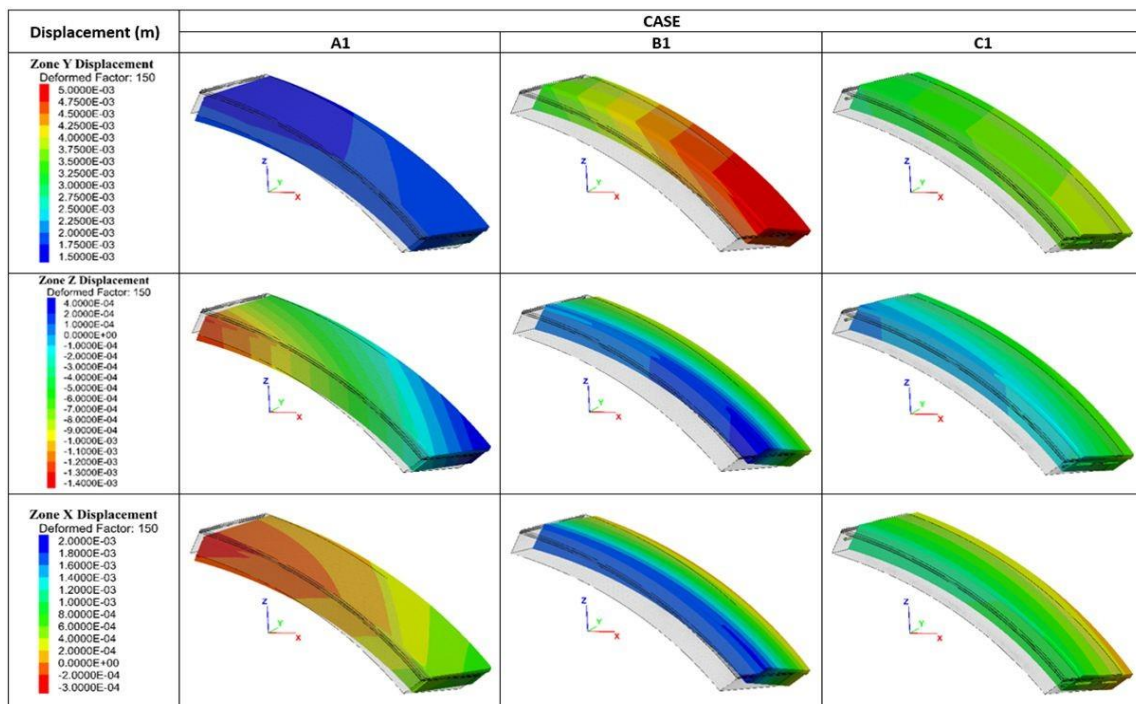 Displacement (m)
CASE
A1
B1
C1
Zone Y Displacement
Deformed Factor: 150
5.0000E-03
4.7500E-03
4.5000E-03
4.2500E-03
4.0000E-03
3.7500E-03
3.5000E-03
3.2500E-03
3.0000E-03
2.7500E-03
2.5000E-03
2.2500E-03
2.0000E-03
1.7500E-03
1.5000E-03
Z
Y
X
Z
Y
X
Z
Y
X
Zone Z Displacement
Deformed Factor: 150
4.0000E-04
2.0000E-04
1.0000E-04
0.0000E+00
-1.0000E-04
-2.0000E-04
-4.0000E-04
-5.0000E-04
-6.0000E-04
-7.0000E-04
-8.0000E-04
-9.0000E-04
-1.0000E-03
-1.1000E-03
-1.2000E-03
-1.3000E-03
-1.4000E-03
Z
Y
X
Z
Y
X
Z
Y
X
Zone X Displacement
Deformed Factor: 150
2.0000E-03
1.8000E-03
1.6000E-03
1.4000E-03
1.2000E-03
1.0000E-03
8.0000E-04
6.0000E-04
4.0000E-04
2.0000E-04
0.0000E+00
-2.0000E-04
-3.0000E-04
Z
Y
X
Z
Y
X
Z
Y
X